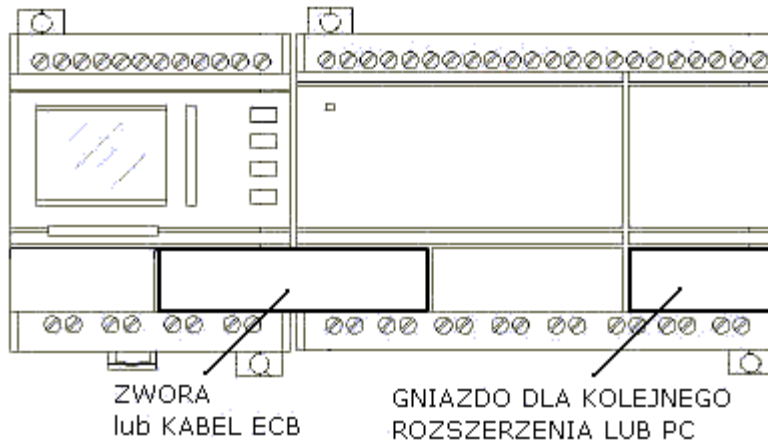 ZWORA
lub KABEL ECB
GNIAZDO DLA KOLEJNEGO
ROZSZERZENIA LUB PC